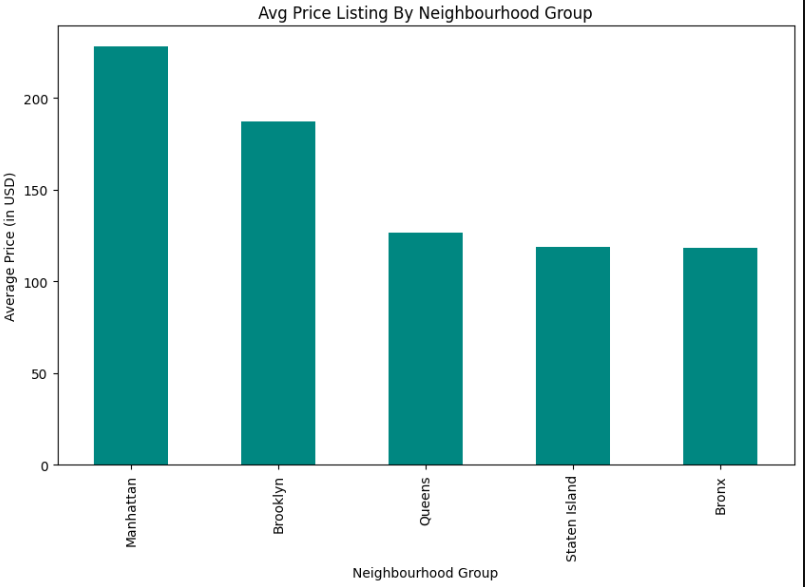 Avg Price Listing By Neighbourhood Group
Average Price (in USD)
200
150
100
50
0
Manhattan
Brooklyn
Queens
Staten Island
Bronx
Neighbourhood Group